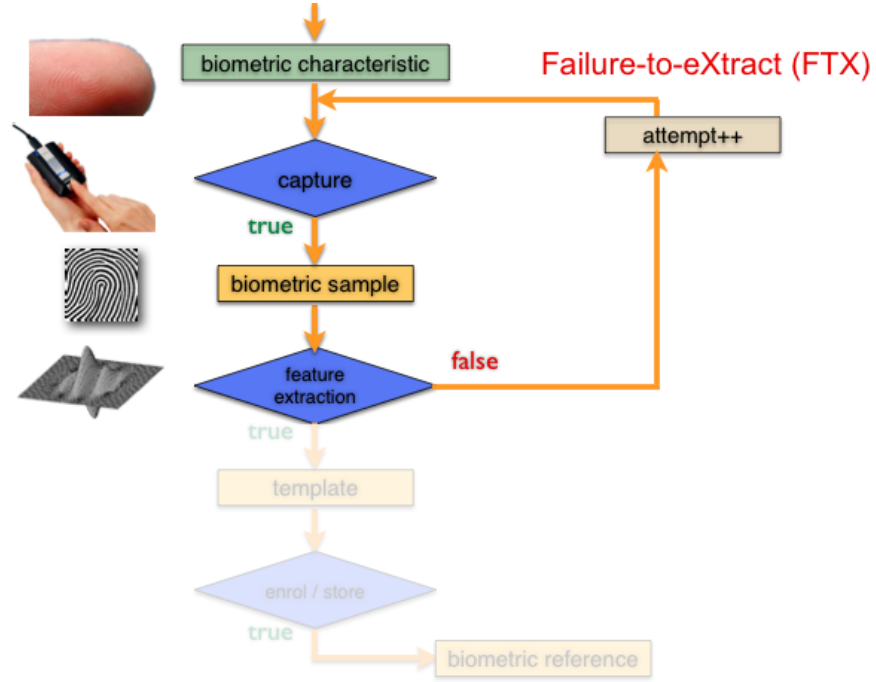 biometric characteristic
Failure-to-eXtract (FTX)
attempt++
capture
true
biometric sample
feature
extraction
false
true
template
enrol / store
true
biometric reference